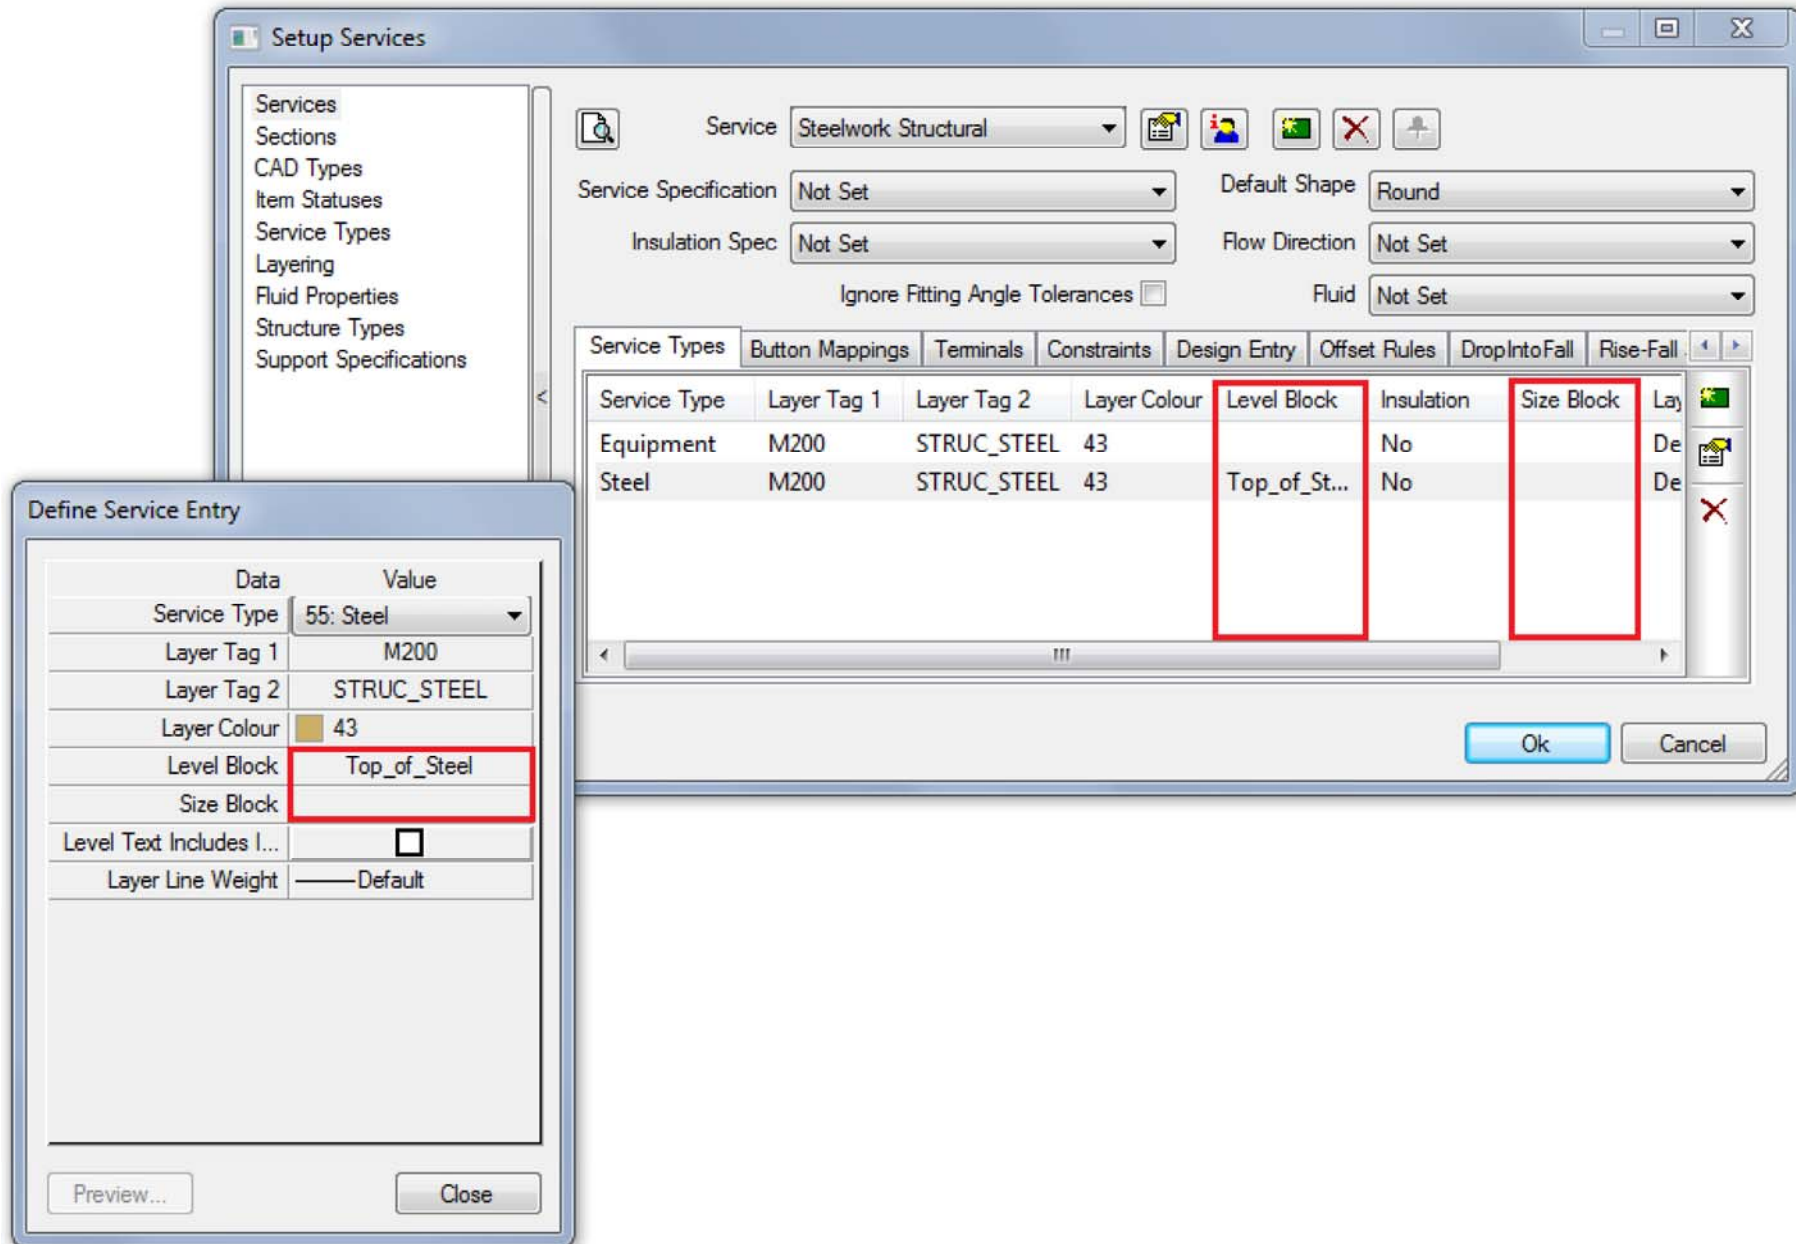 Setup Services
Services
Sections
CAD Types
Item Statuses
Service Types
Layering
Fluid Properties
Structure Types
Support Specifications
<
Service Steelwork Structural
Service Specification Not Set Default Shape Round
Insulation Spec Not Set Flow Direction Not Set
Ignore Fitting Angle Tolerances Fluid Not Set
Service Types Button Mappings Terminals Constraints Design Entry Offset Rules DropIntoFall Rise-Fall
Service Type Layer Tag 1 Layer Tag 2 Layer Colour Level Block Insulation Size Block Lay
Equipment M200 STRUC_STEEL 43 No De
Steel M200 STRUC_STEEL 43 Top_of_St... No De
Ok Cancel
Define Service Entry
Data Value
Service Type 55: Steel
Layer Tag 1 M200
Layer Tag 2 STRUC_STEEL
Layer Colour 43
Level Block Top_of_Steel
Size Block
Level Text Includes I...
Layer Line Weight Default
Preview... Close